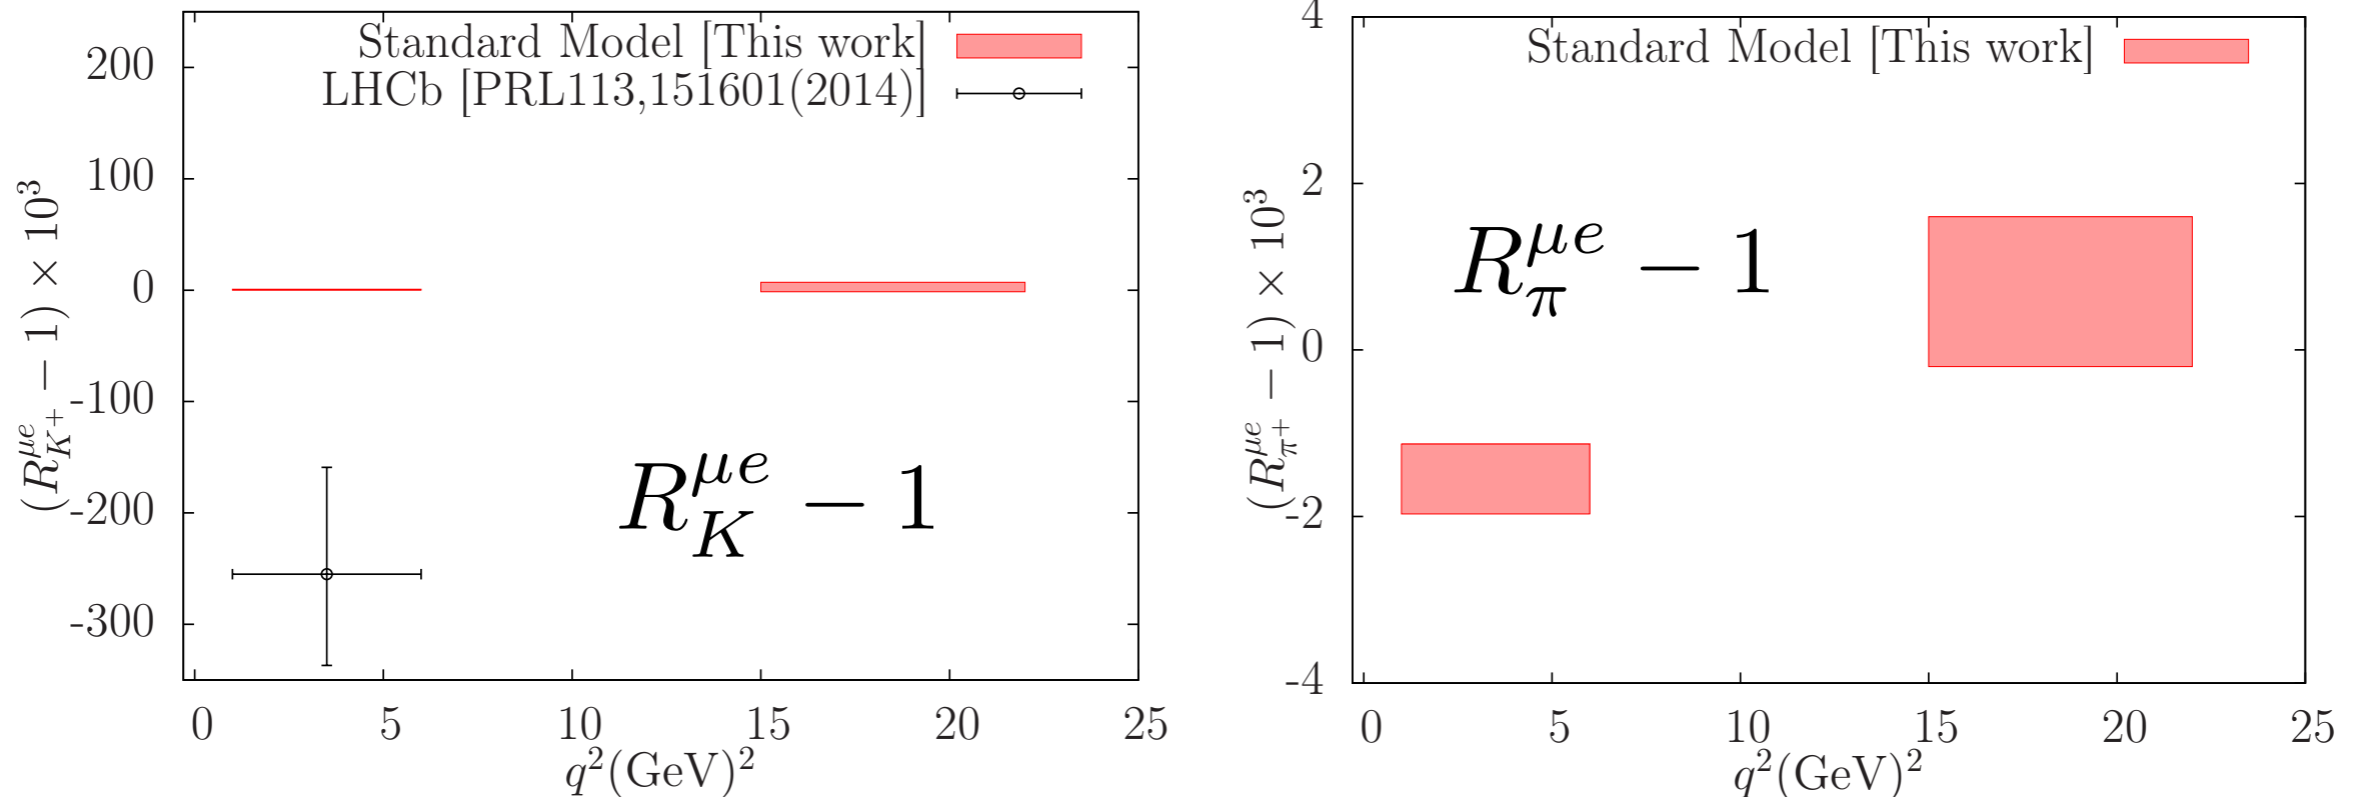 Standard Model [This work]
LHCb [PRL113,151601(2014)]
200
100
0
-100
-200
-300
(R^{μe}_{K^+} − 1) × 10^3
R^{μe}_K − 1
0 5 10 15 20 25
q^2(GeV)^2
Standard Model [This work]
4
2
0
-2
-4
(R^{μe}_{π^+} − 1) × 10^3
R^{μe}_π − 1
0 5 10 15 20 25
q^2(GeV)^2